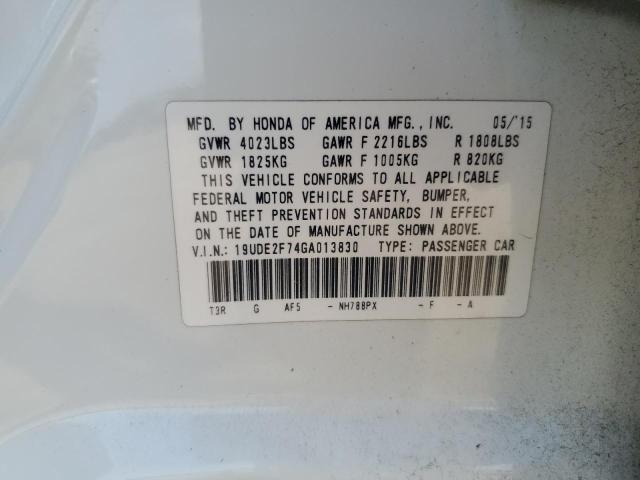 MFD. BY HONDA OF AMERICA MFG., INC. 05/'15
GVWR 4023LBS GAWR F 2216LBS R 1808LBS
GVWR 1825KG GAWR F 1005KG R 820KG
THIS VEHICLE CONFORMS TO ALL APPLICABLE
FEDERAL MOTOR VEHICLE SAFETY, BUMPER,
AND THEFT PREVENTION STANDARDS IN EFFECT
ON THE DATE OF MANUFACTURE SHOWN ABOVE.
V.I.N.: 19UDE2F74GA013830 TYPE: PASSENGER CAR
T3R G AF5 - NH788PX - F - A